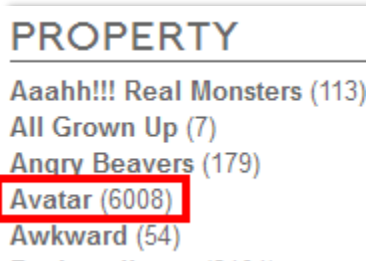 PROPERTY
Aaahh!!! Real Monsters (113)
All Grown Up (7)
Angry Beavers (179)
Avatar (6008)
Awkward (54)